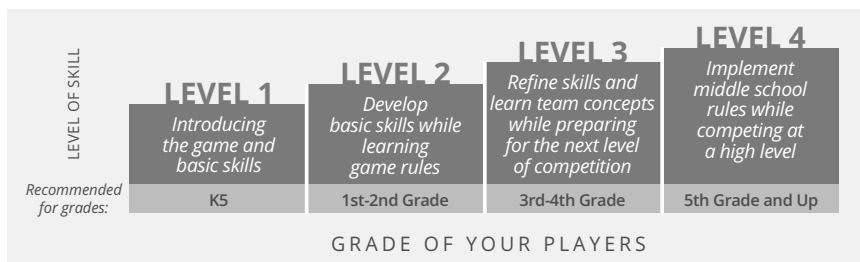 LEVEL OF SKILL
LEVEL 1
Introducing
the game and
basic skills
LEVEL 2
Develop
basic skills while
learning
game rules
LEVEL 3
Refine skills and
learn team concepts
while preparing
for the next level
of competition
LEVEL 4
Implement
middle school
rules while
competing at
a high level
Recommended
for grades:
K5
1st-2nd Grade
3rd-4th Grade
5th Grade and Up
GRADE OF YOUR PLAYERS